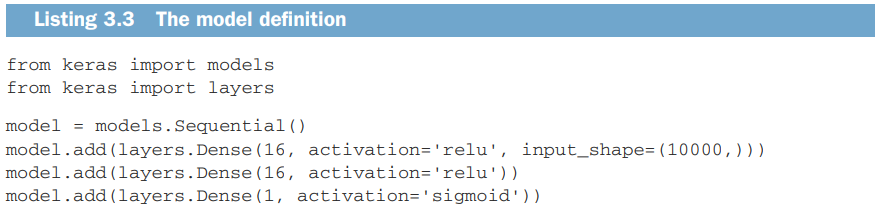 Listing 3.3 The model definition
from keras import models
from keras import layers
model = models.Sequential()
model.add(layers.Dense(16, activation='relu', input_shape=(10000,)))
model.add(layers.Dense(16, activation='relu'))
model.add(layers.Dense(1, activation='sigmoid'))